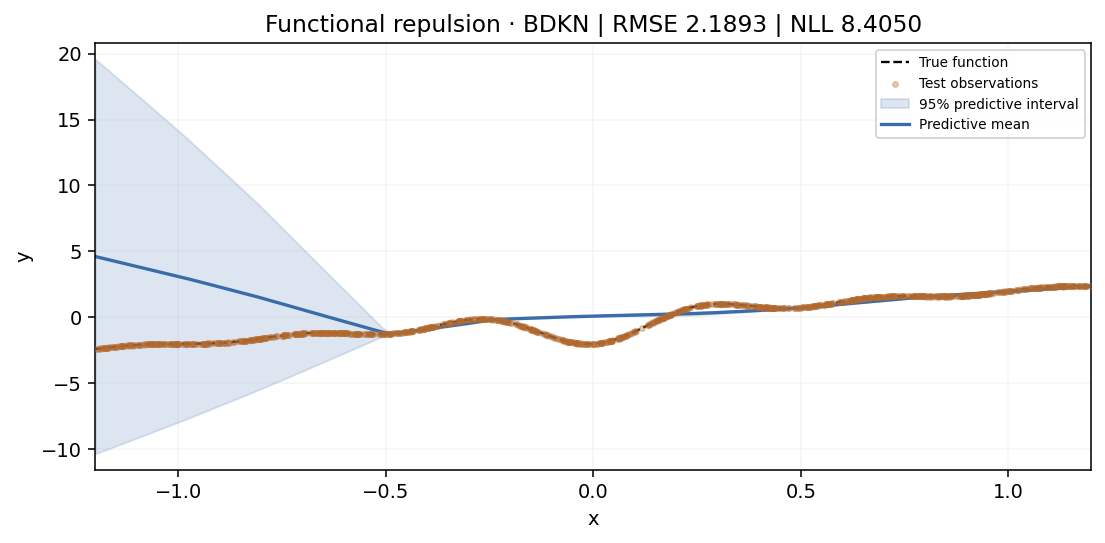 Functional repulsion · BDKN | RMSE 2.1893 | NLL 8.4050
True function
Test observations
95% predictive interval
Predictive mean
20
15
10
5
0
−5
−10
y
−1.0
−0.5
0.0
0.5
1.0
x